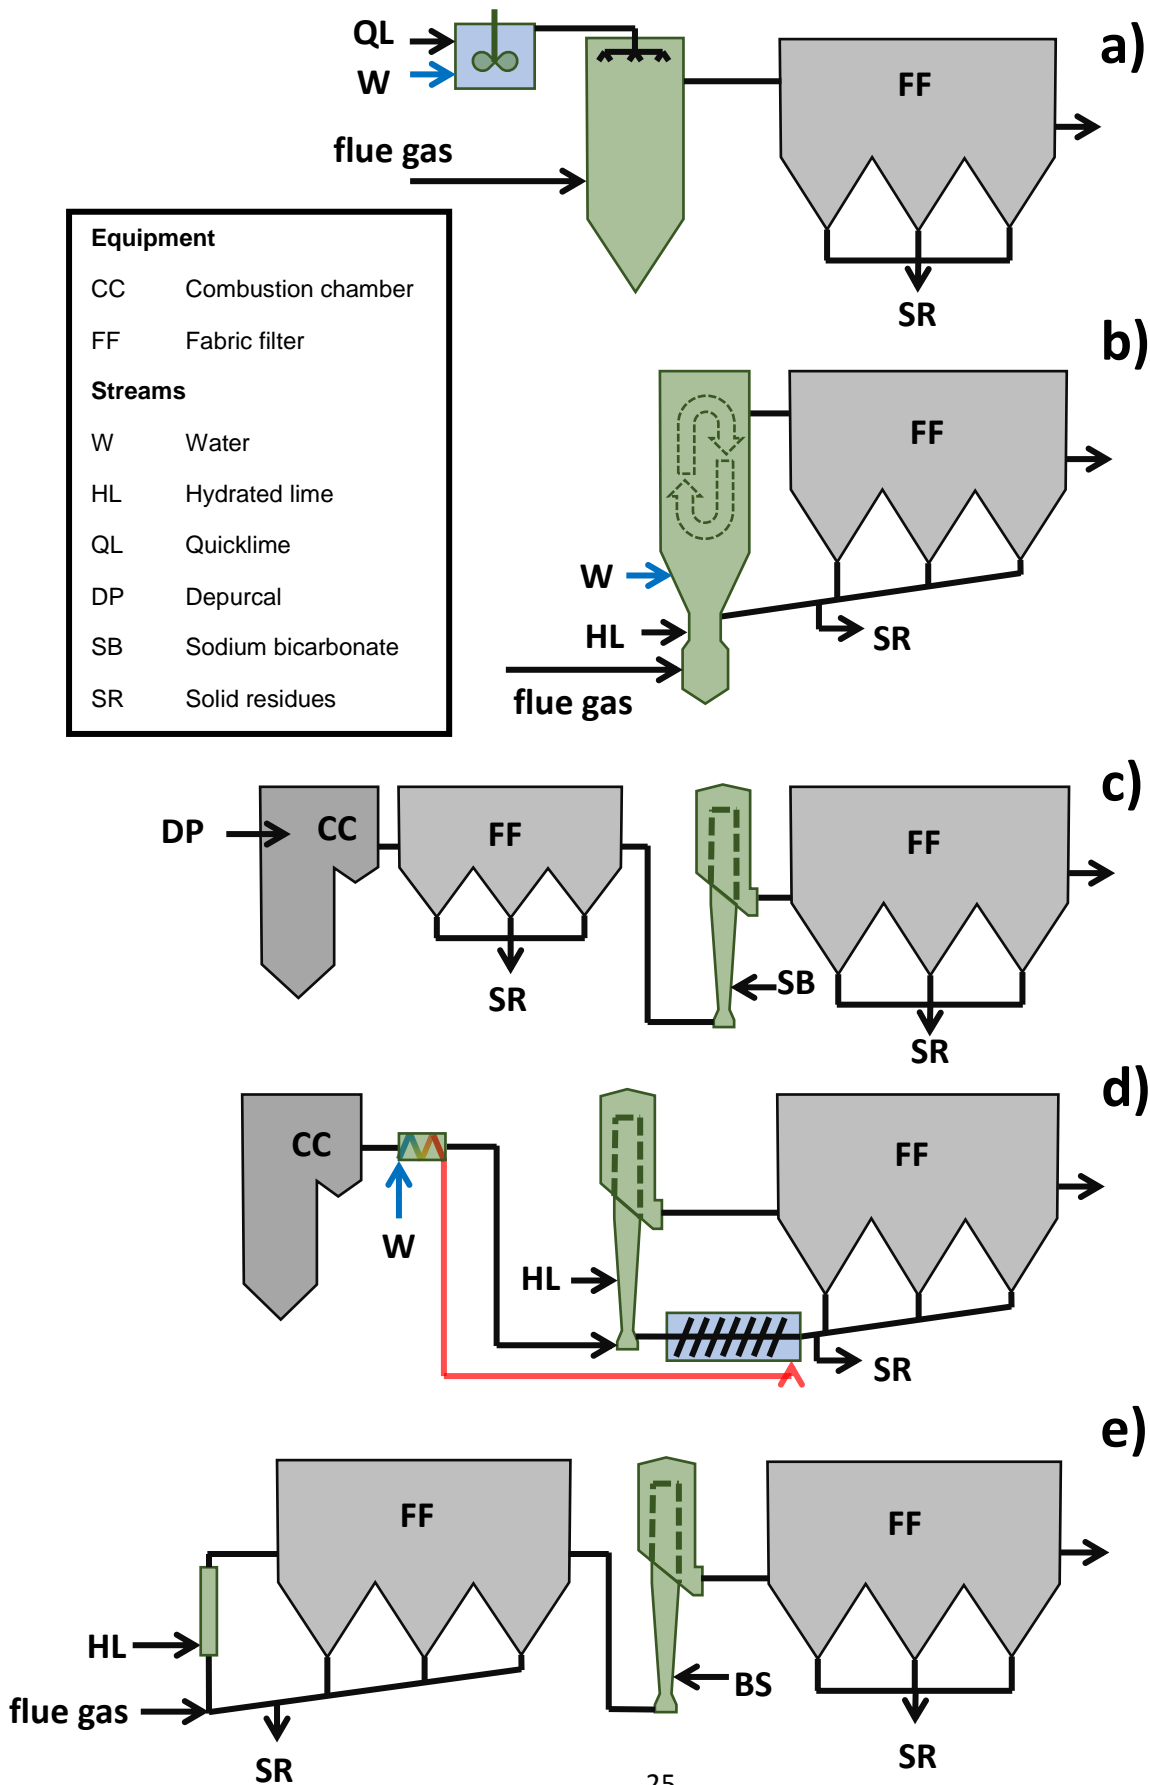 QL
W
flue gas
FF
SR
a)
Equipment
CC Combustion chamber
FF Fabric filter
Streams
W Water
HL Hydrated lime
QL Quicklime
DP Depurcal
SB Sodium bicarbonate
SR Solid residues
b)
FF
W
HL
SR
flue gas
c)
DP
CC
FF
FF
SR
SB
SR
d)
CC
FF
W
HL
SR
e)
FF
FF
HL
BS
flue gas
SR
SR
25